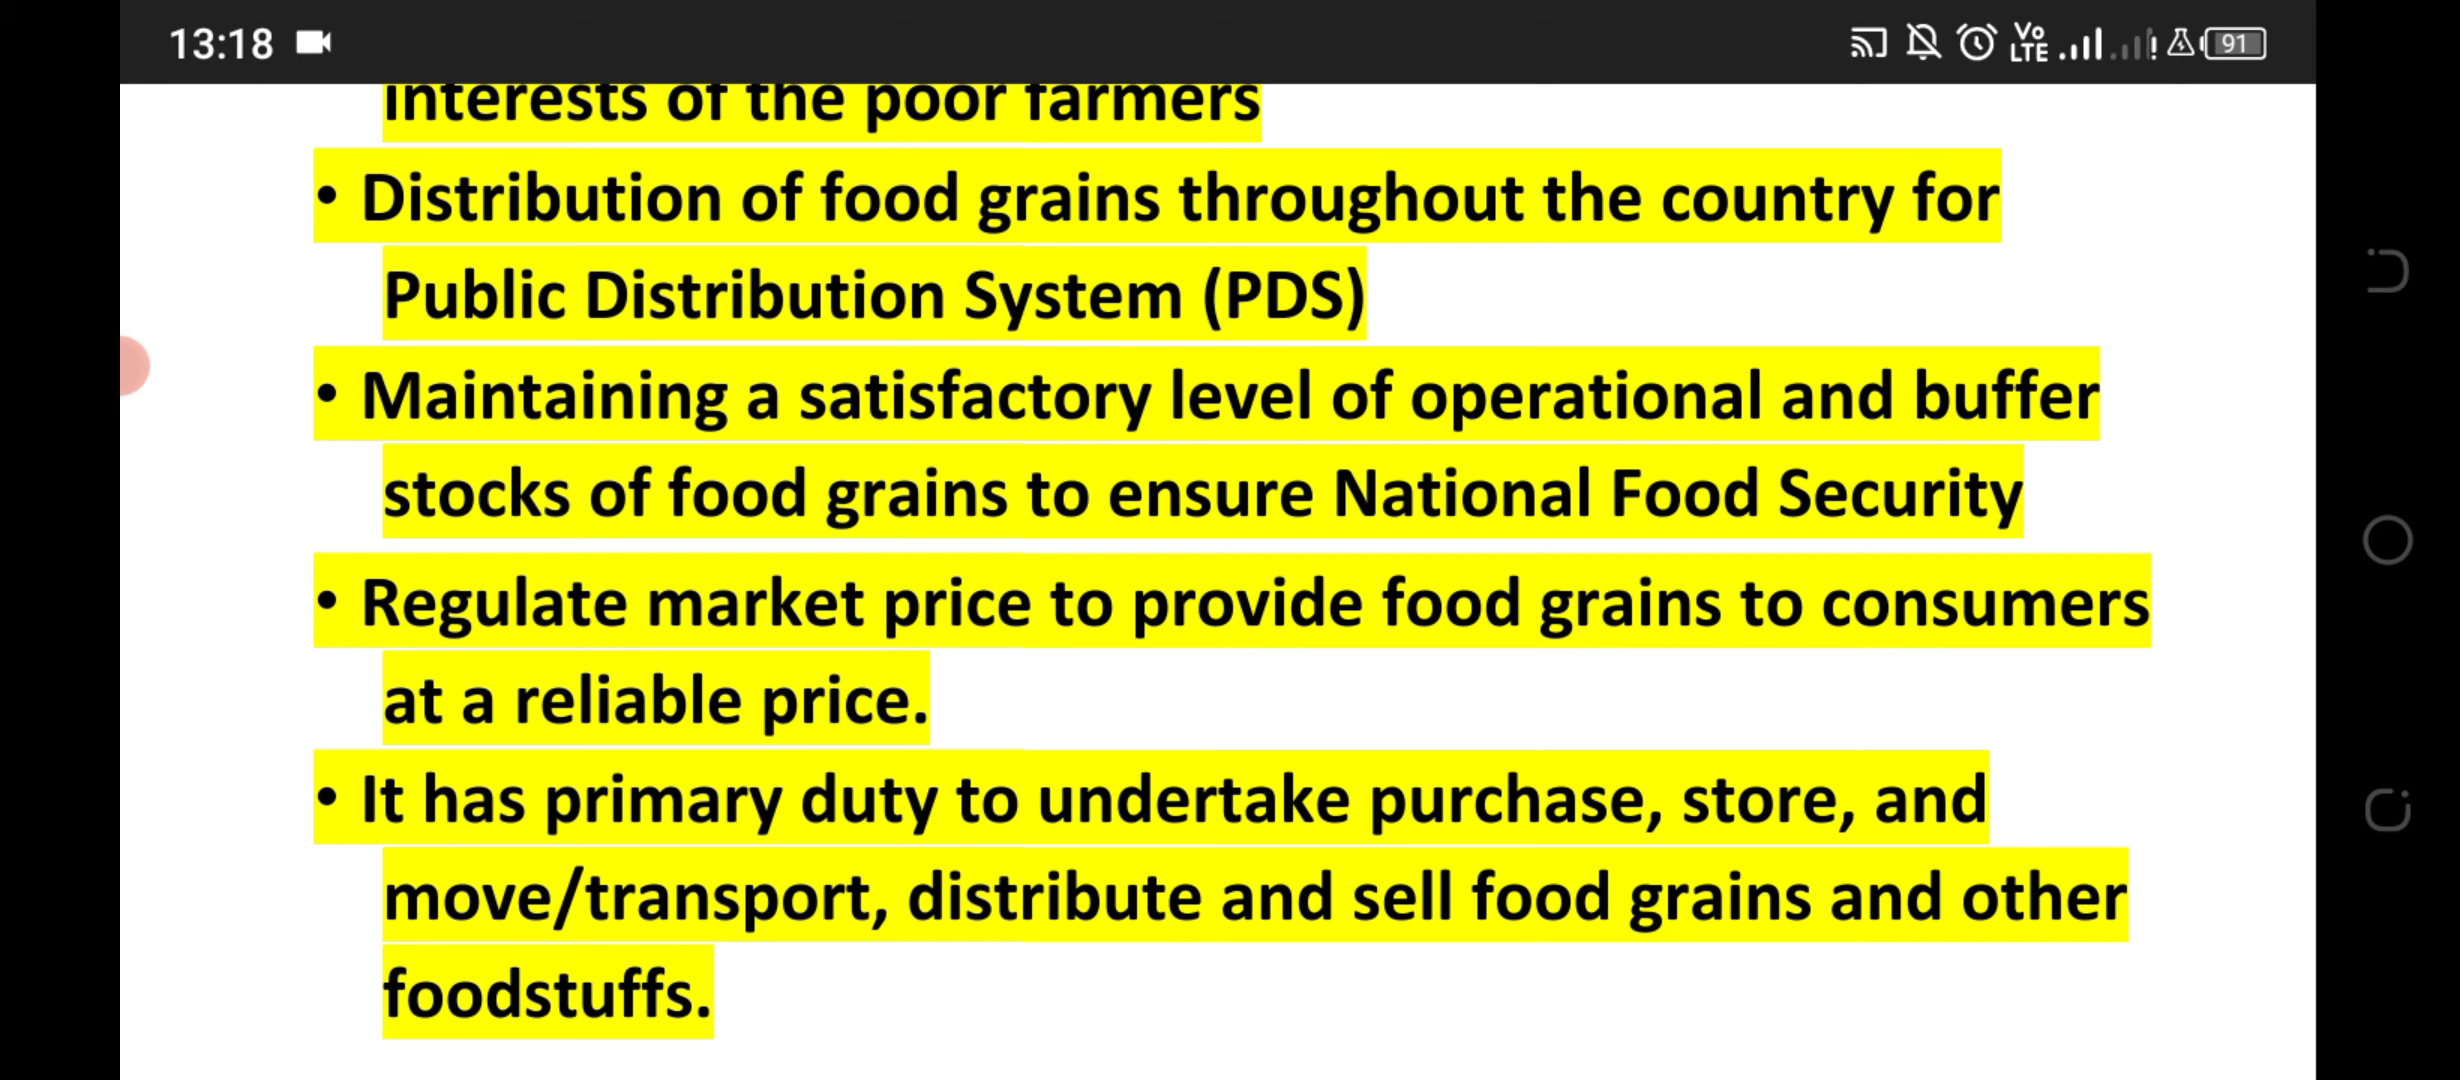 13:18
Vo
LTE
91
interests of the poor farmers
• Distribution of food grains throughout the country for
Public Distribution System (PDS)
• Maintaining a satisfactory level of operational and buffer
stocks of food grains to ensure National Food Security
• Regulate market price to provide food grains to consumers
at a reliable price.
• It has primary duty to undertake purchase, store, and
move/transport, distribute and sell food grains and other
foodstuffs.